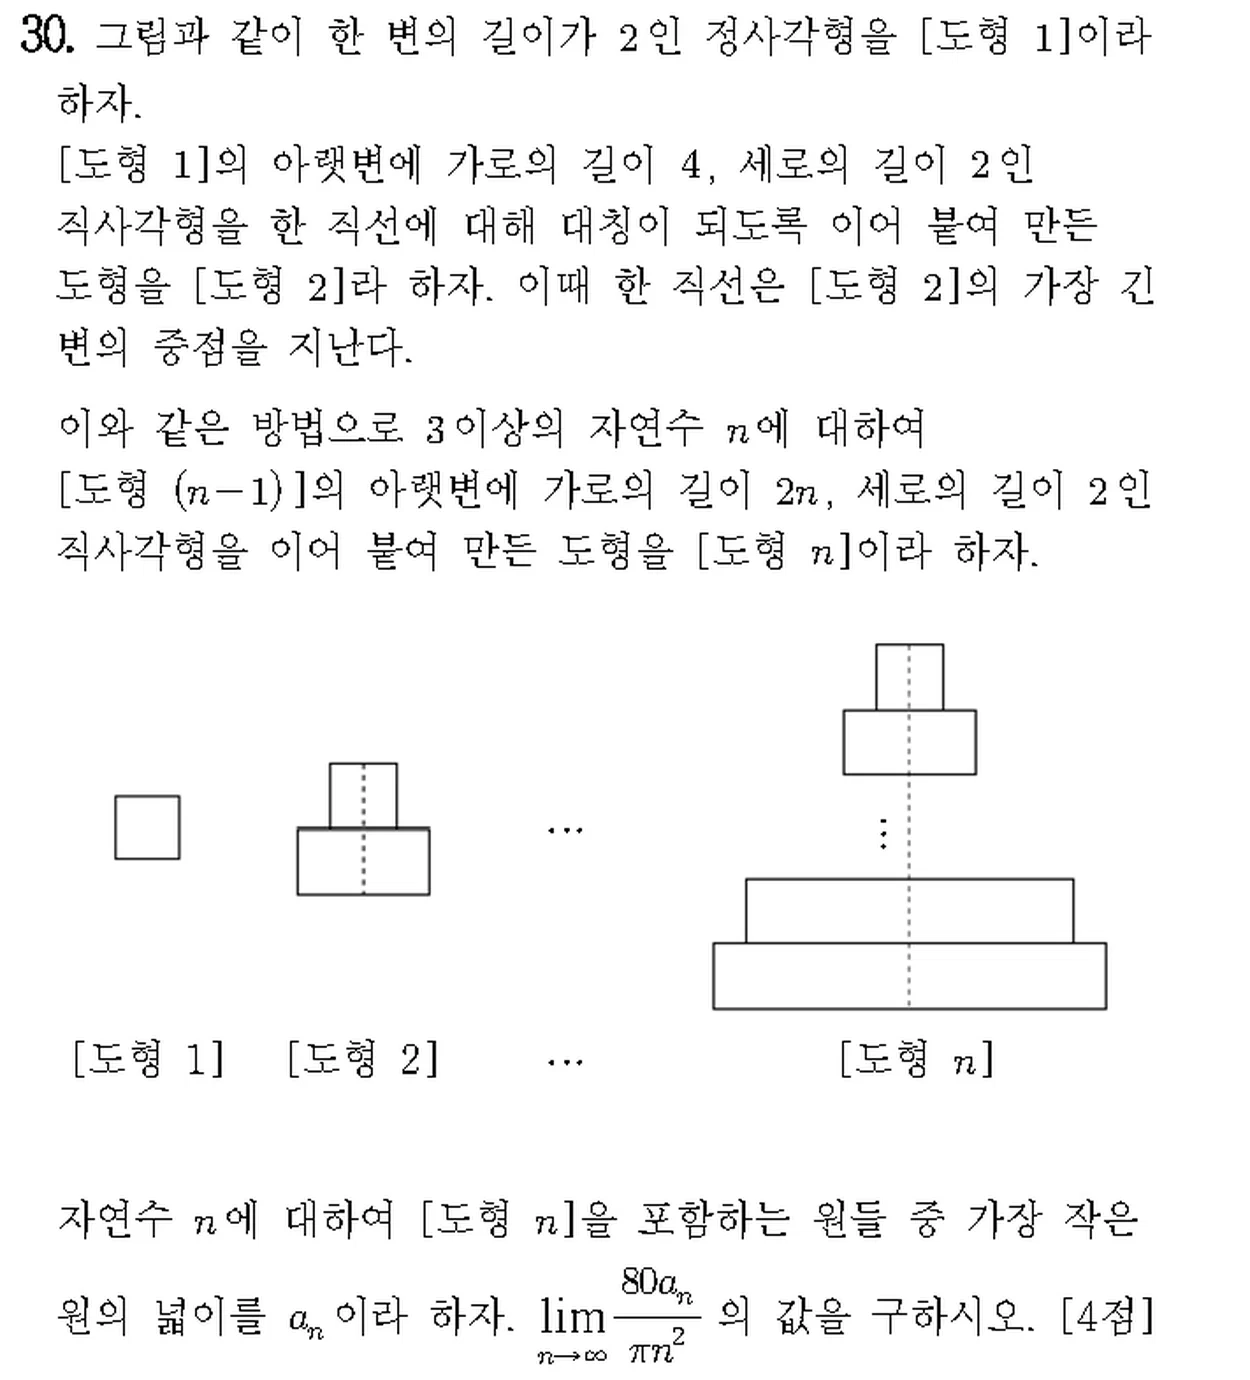 30. 그림과 같이 한 변의 길이가 2인 정사각형을 [도형 1]이라
하자.
[도형 1]의 아랫변에 가로의 길이 4, 세로의 길이 2인
직사각형을 한 직선에 대해 대칭이 되도록 이어 붙여 만든
도형을 [도형 2]라 하자. 이때 한 직선은 [도형 2]의 가장 긴
변의 중점을 지난다.
이와 같은 방법으로 3이상의 자연수 n에 대하여
[도형 (n-1)]의 아랫변에 가로의 길이 2n, 세로의 길이 2인
직사각형을 이어 붙여 만든 도형을 [도형 n]이라 하자.
⋯
⋮
[도형 1] [도형 2] ⋯ [도형 n]
자연수 n에 대하여 [도형 n]을 포함하는 원들 중 가장 작은
원의 넓이를 aₙ이라 하자. lim n→∞ 80aₙ/πn² 의 값을 구하시오. [4점]